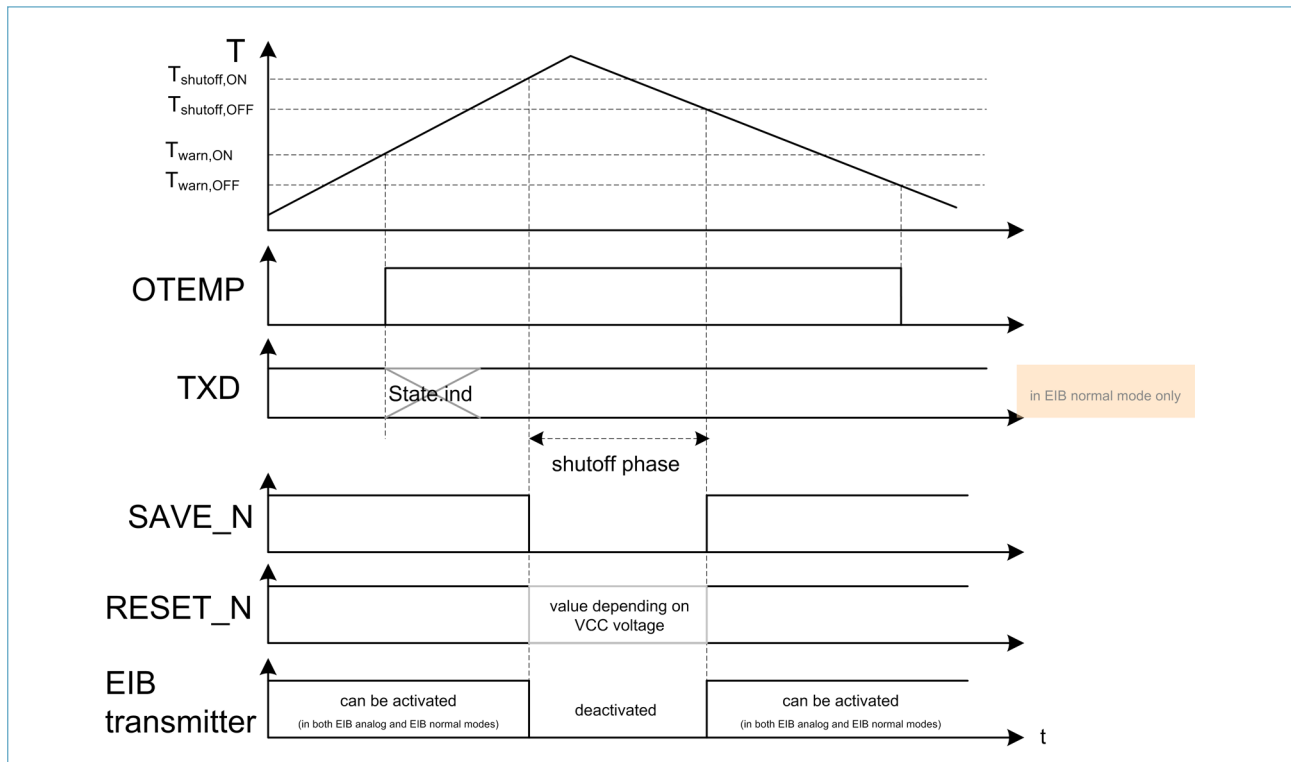 T
Tshutoff,ON
Tshutoff,OFF
Twarn,ON
Twarn,OFF
OTEMP
TXD
State.ind
in EIB normal mode only
shutoff phase
SAVE_N
RESET_N
value depending on
VCC voltage
EIB
transmitter
can be activated
(in both EIB analog and EIB normal modes)
deactivated
can be activated
(in both EIB analog and EIB normal modes)
t